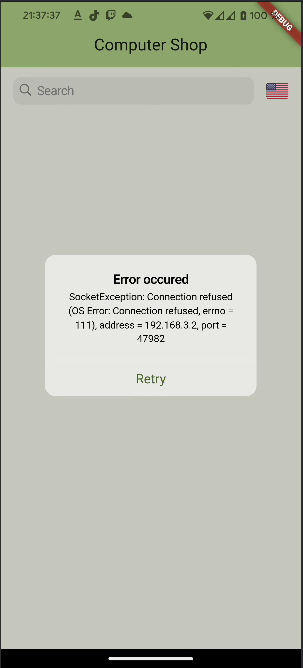 21:37:37
100
DEBUG
Computer Shop
Search
Error occured
SocketException: Connection refused
(OS Error: Connection refused, errno =
111), address = 192.168.3.2, port =
47982
Retry